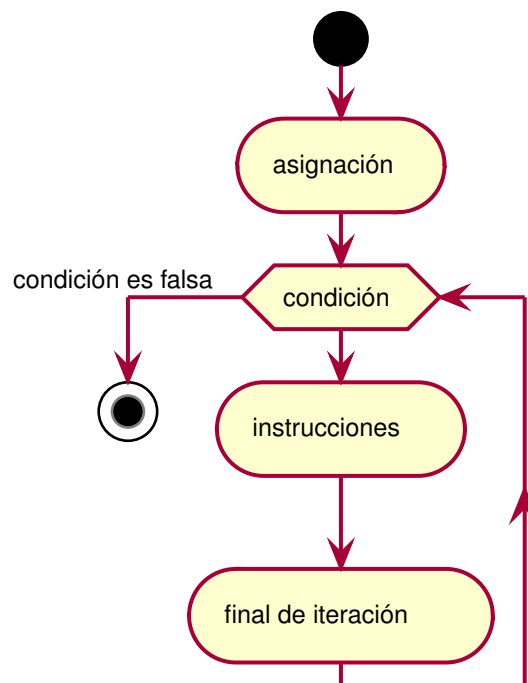 asignación
condición es falsa
condición
instrucciones
final de iteración